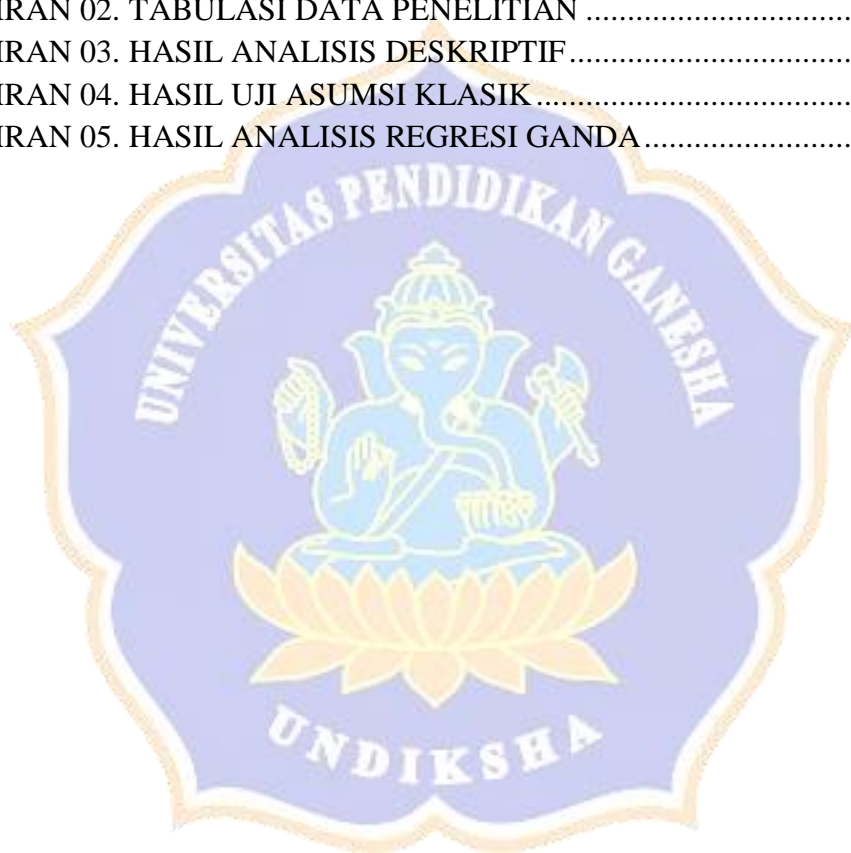 IRAN 02. TABULASI DATA PENELITIAN ................................
IRAN 03. HASIL ANALISIS DESKRIPTIF..................................
IRAN 04. HASIL UJI ASUMSI KLASIK......................................
IRAN 05. HASIL ANALISIS REGRESI GANDA.........................
UNIVERSITAS PENDIDIKAN GANESHA
UNDIKSHA